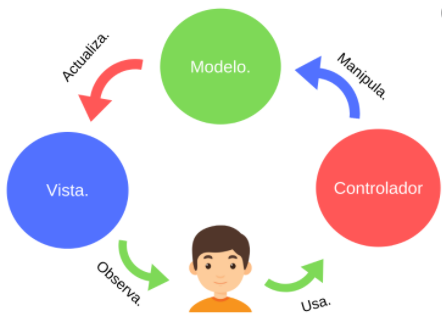 Actualiza.
Modelo.
Manipula.
Vista.
Controlador
Observa.
Usa.